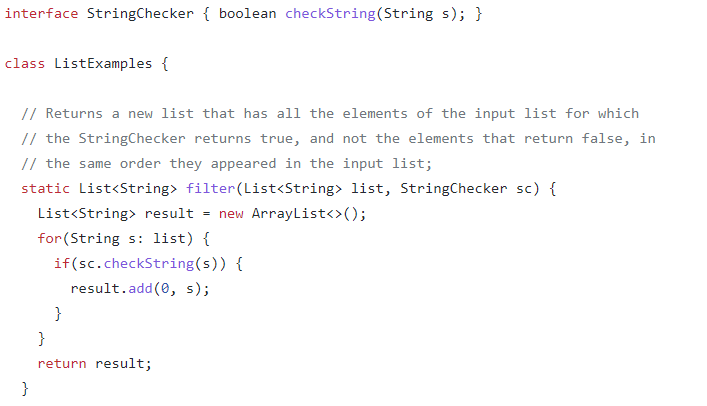 interface StringChecker { boolean checkString(String s); }

class ListExamples {

  // Returns a new list that has all the elements of the input list for which
  // the StringChecker returns true, and not the elements that return false, in
  // the same order they appeared in the input list;
  static List<String> filter(List<String> list, StringChecker sc) {
    List<String> result = new ArrayList<>();
    for(String s: list) {
      if(sc.checkString(s)) {
        result.add(0, s);
      }
    }
    return result;
  }